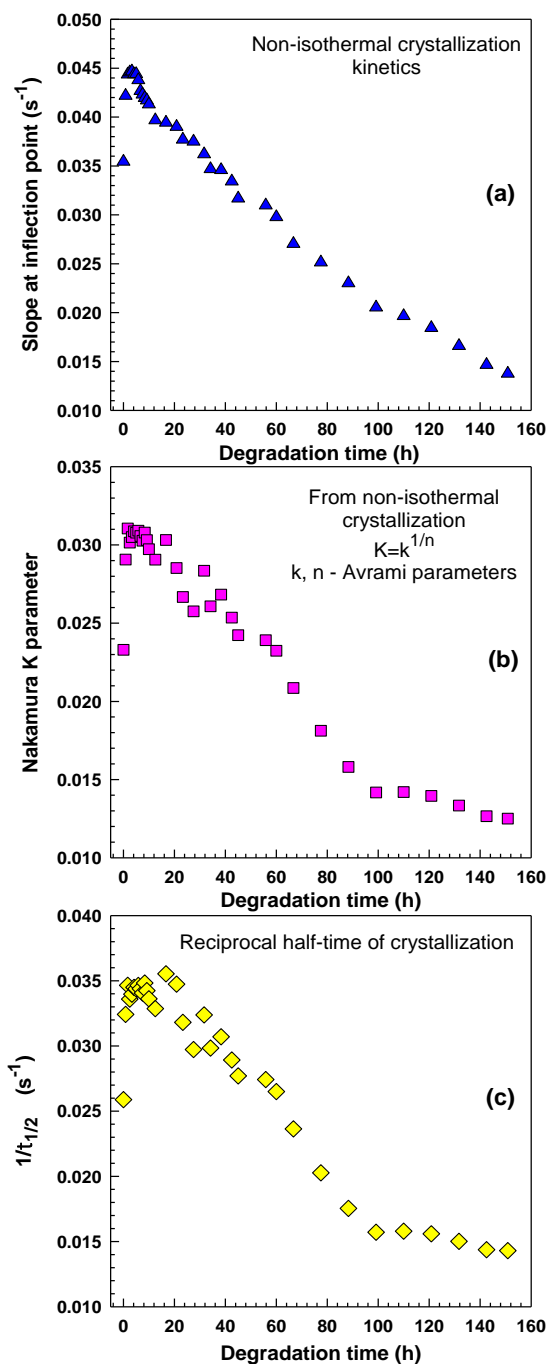 0.050
Non-isothermal crystallization
kinetics
0.045
0.040
0.035
Slope at inflection point (s⁻¹)
(a)
0.030
0.025
0.020
0.015
0.010
0 20 40 60 80 100 120 140 160
Degradation time (h)
0.035
From non-isothermal
crystallization
K=k^1/n
k, n - Avrami parameters
0.030
0.025
Nakamura K parameter
(b)
0.020
0.015
0.010
0 20 40 60 80 100 120 140 160
Degradation time (h)
0.040
Reciprocal half-time of crystallization
0.035
0.030
1/t1/2 (s⁻¹)
(c)
0.025
0.020
0.015
0.010
0 20 40 60 80 100 120 140 160
Degradation time (h)